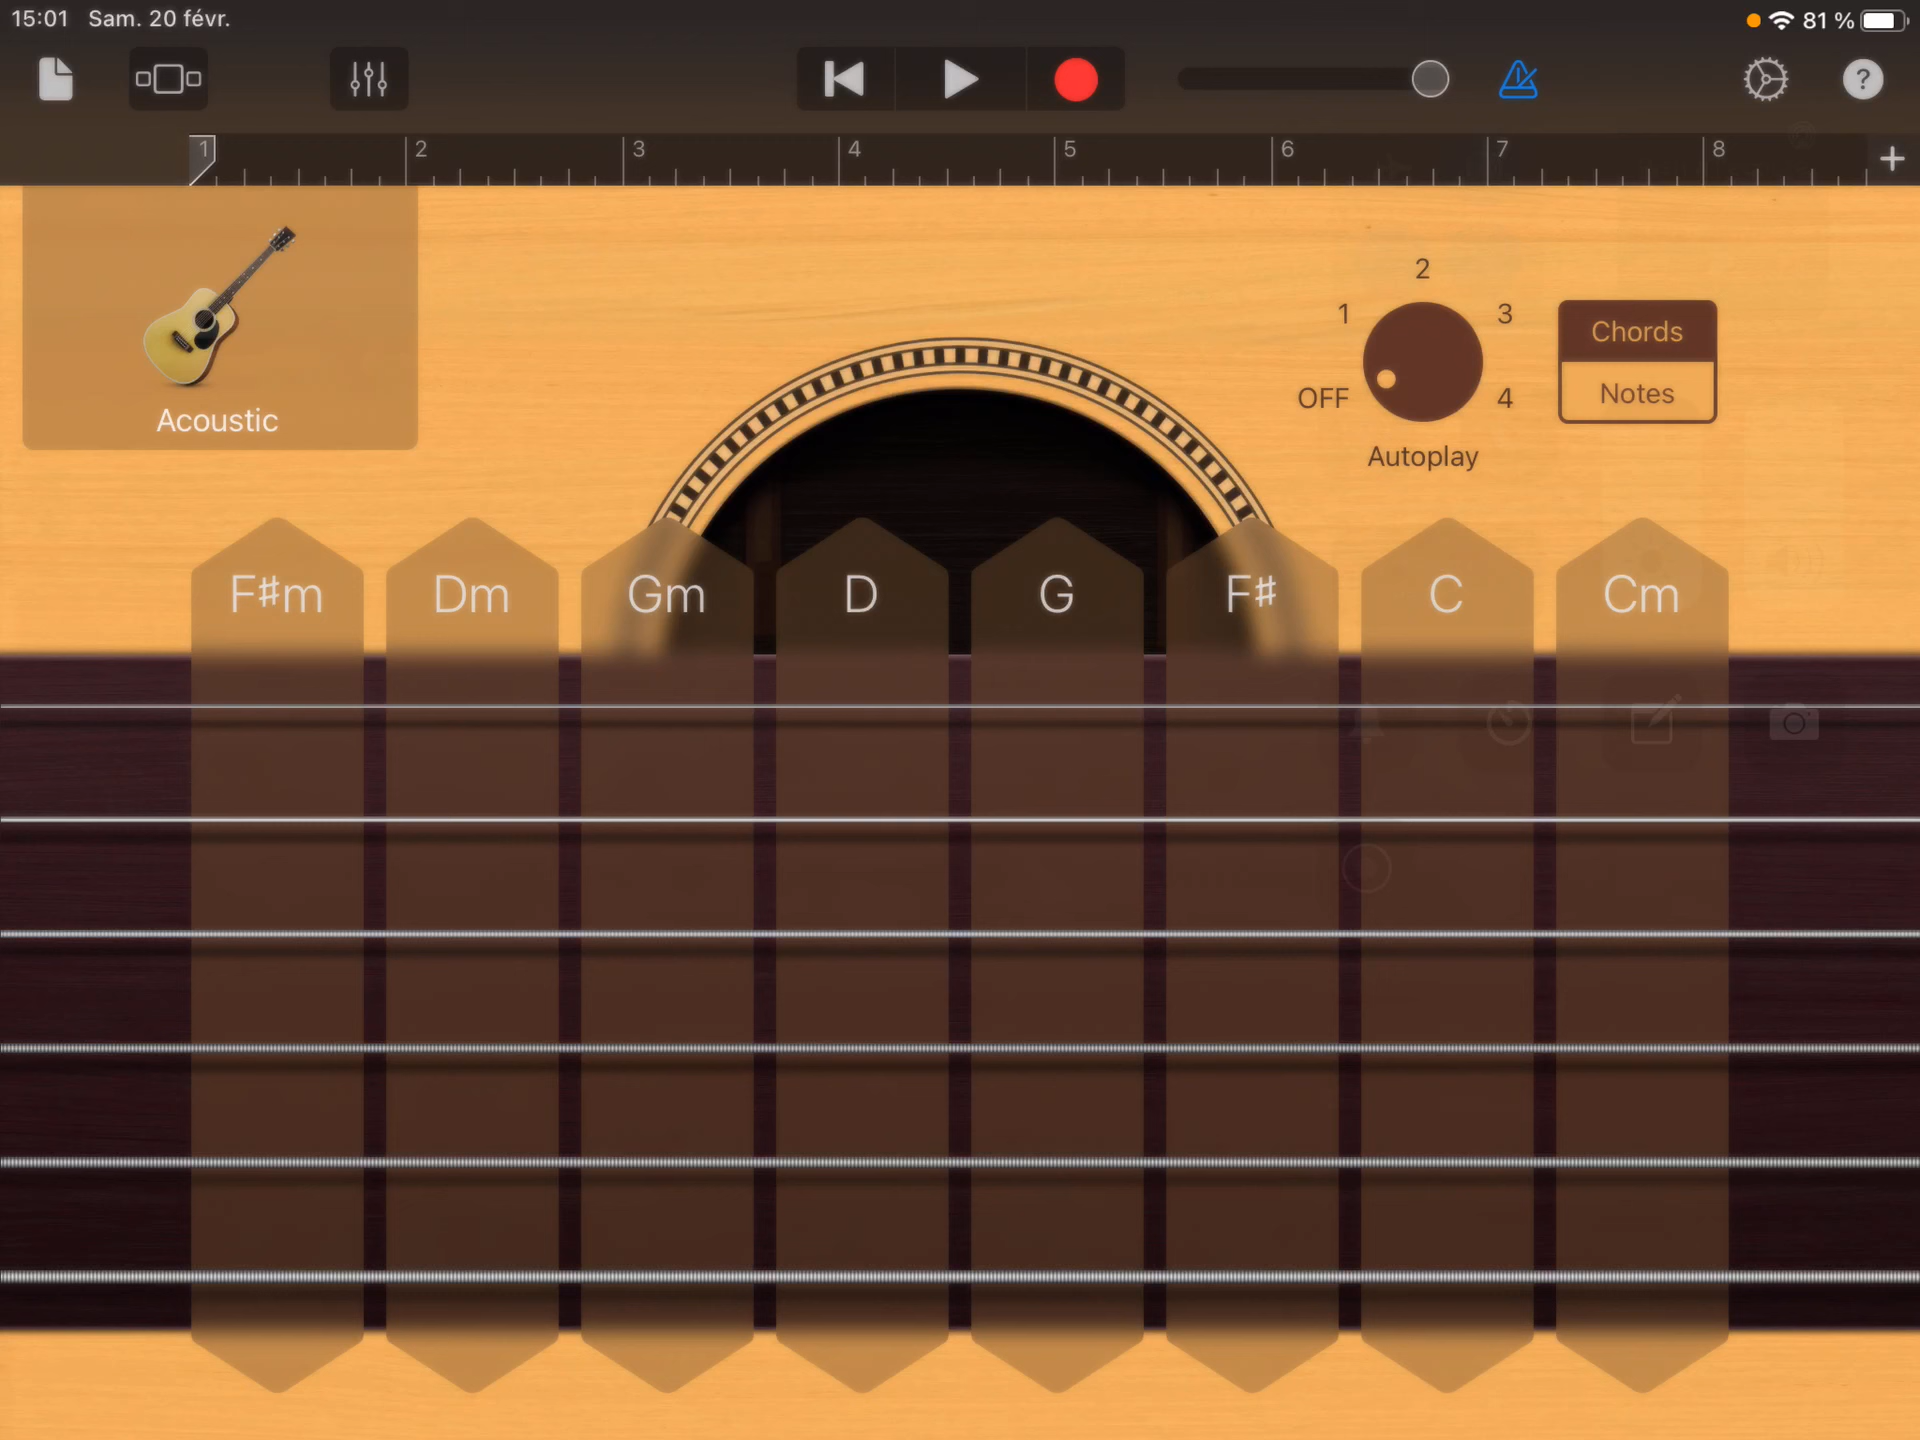 15:01 Sam. 20 févr.
81 %
?
1 2 3 4 5 6 7 8 +
Acoustic
2
1 3
OFF 4
Autoplay
Chords
Notes
F♯m Dm Gm D G F♯ C Cm